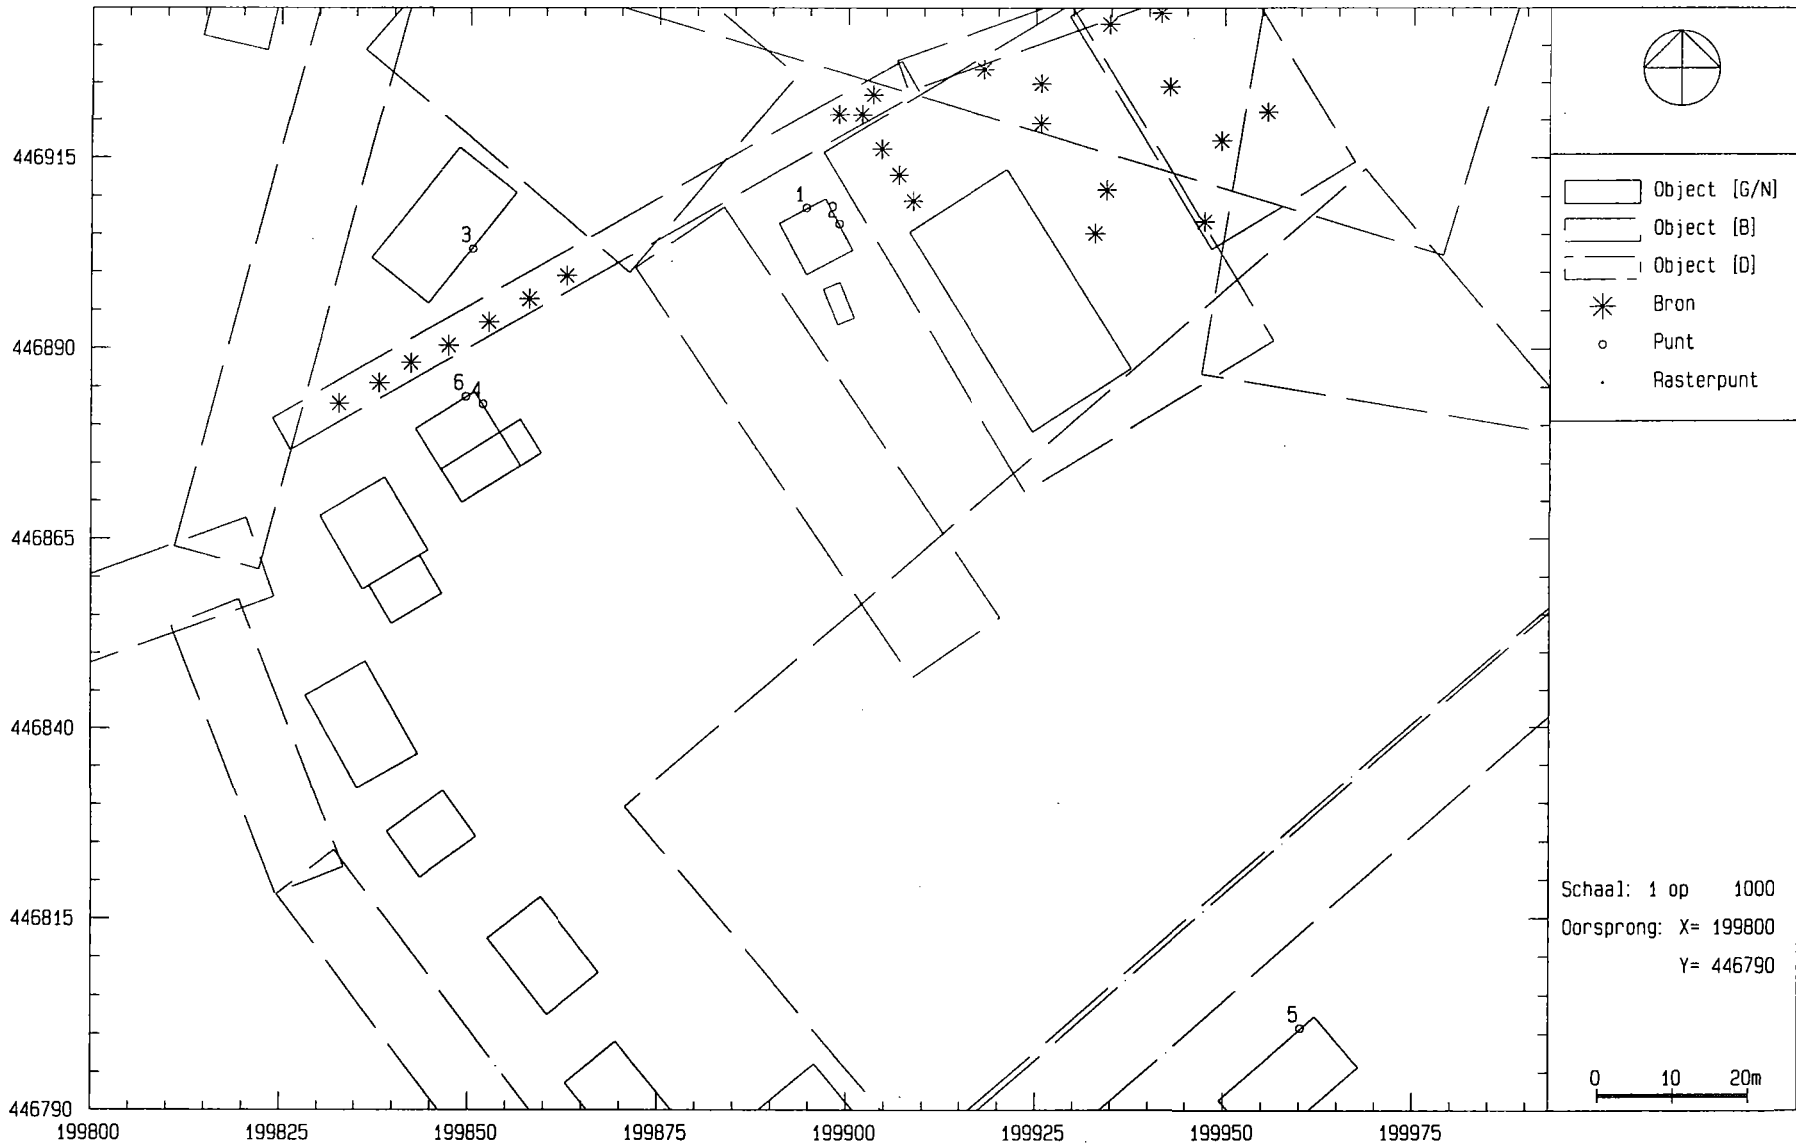 446915
446890
446865
446840
446815
446790
199800 199825 199850 199875 199900 199925 199950 199975
1
2
3
6 4
5
Object [G/N]
Object [B]
Object [D]
Bron
Punt
Rasterpunt
Schaal: 1 op 1000
Oorsprong: X= 199800
Y= 446790
0 10 20m